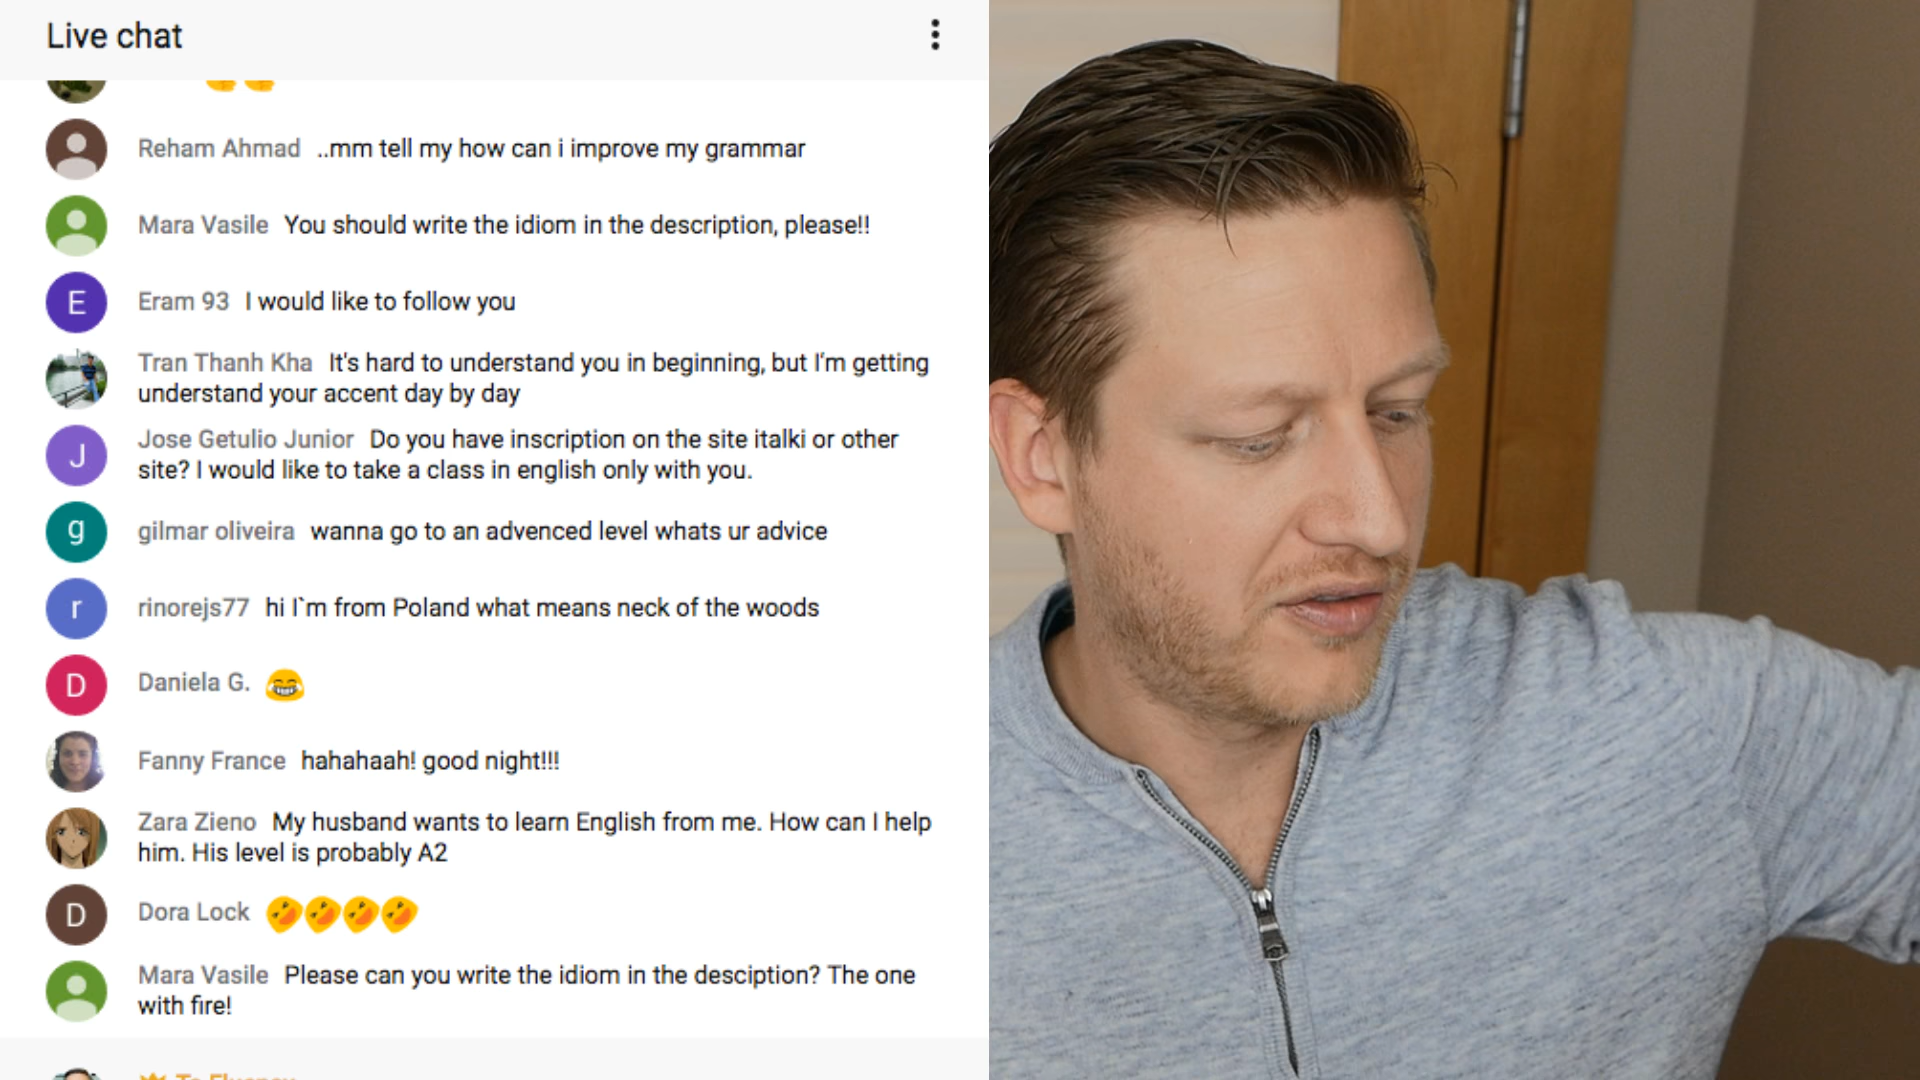 Live chat
Reham Ahmad ..mm tell my how can i improve my grammar
Mara Vasile You should write the idiom in the description, please!!
E Eram 93 I would like to follow you
Tran Thanh Kha It's hard to understand you in beginning, but I'm getting
understand your accent day by day
J Jose Getulio Junior Do you have inscription on the site italki or other
site? I would like to take a class in english only with you.
g gilmar oliveira wanna go to an advenced level whats ur advice
r rinorejs77 hi I`m from Poland what means neck of the woods
D Daniela G. 😂
Fanny France hahahaah! good night!!!
Zara Zieno My husband wants to learn English from me. How can I help
him. His level is probably A2
D Dora Lock 🤣🤣🤣🤣
Mara Vasile Please can you write the idiom in the desciption? The one
with fire!
To Fluency